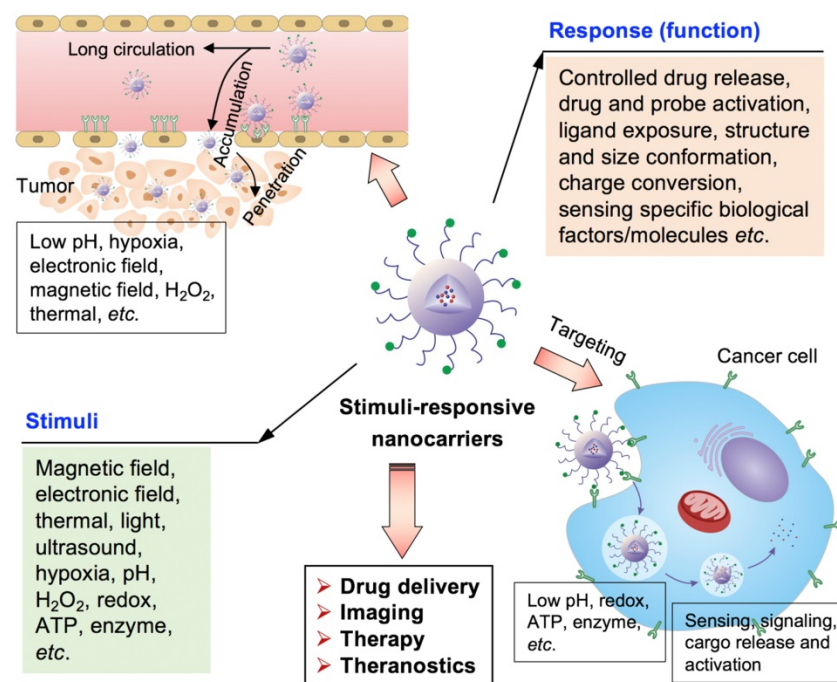 Long circulation
Accumulation
Penetration
Tumor
Low pH, hypoxia,
electronic field,
magnetic field, H₂O₂,
thermal, etc.
Response (function)
Controlled drug release,
drug and probe activation,
ligand exposure, structure
and size conformation,
charge conversion,
sensing specific biological
factors/molecules etc.
Stimuli-responsive
nanocarriers
Targeting
Cancer cell
Stimuli
Magnetic field,
electronic field,
thermal, light,
ultrasound,
hypoxia, pH,
H₂O₂, redox,
ATP, enzyme,
etc.
➢ Drug delivery
➢ Imaging
➢ Therapy
➢ Theranostics
Low pH, redox,
ATP, enzyme,
etc.
Sensing, signaling,
cargo release and
activation